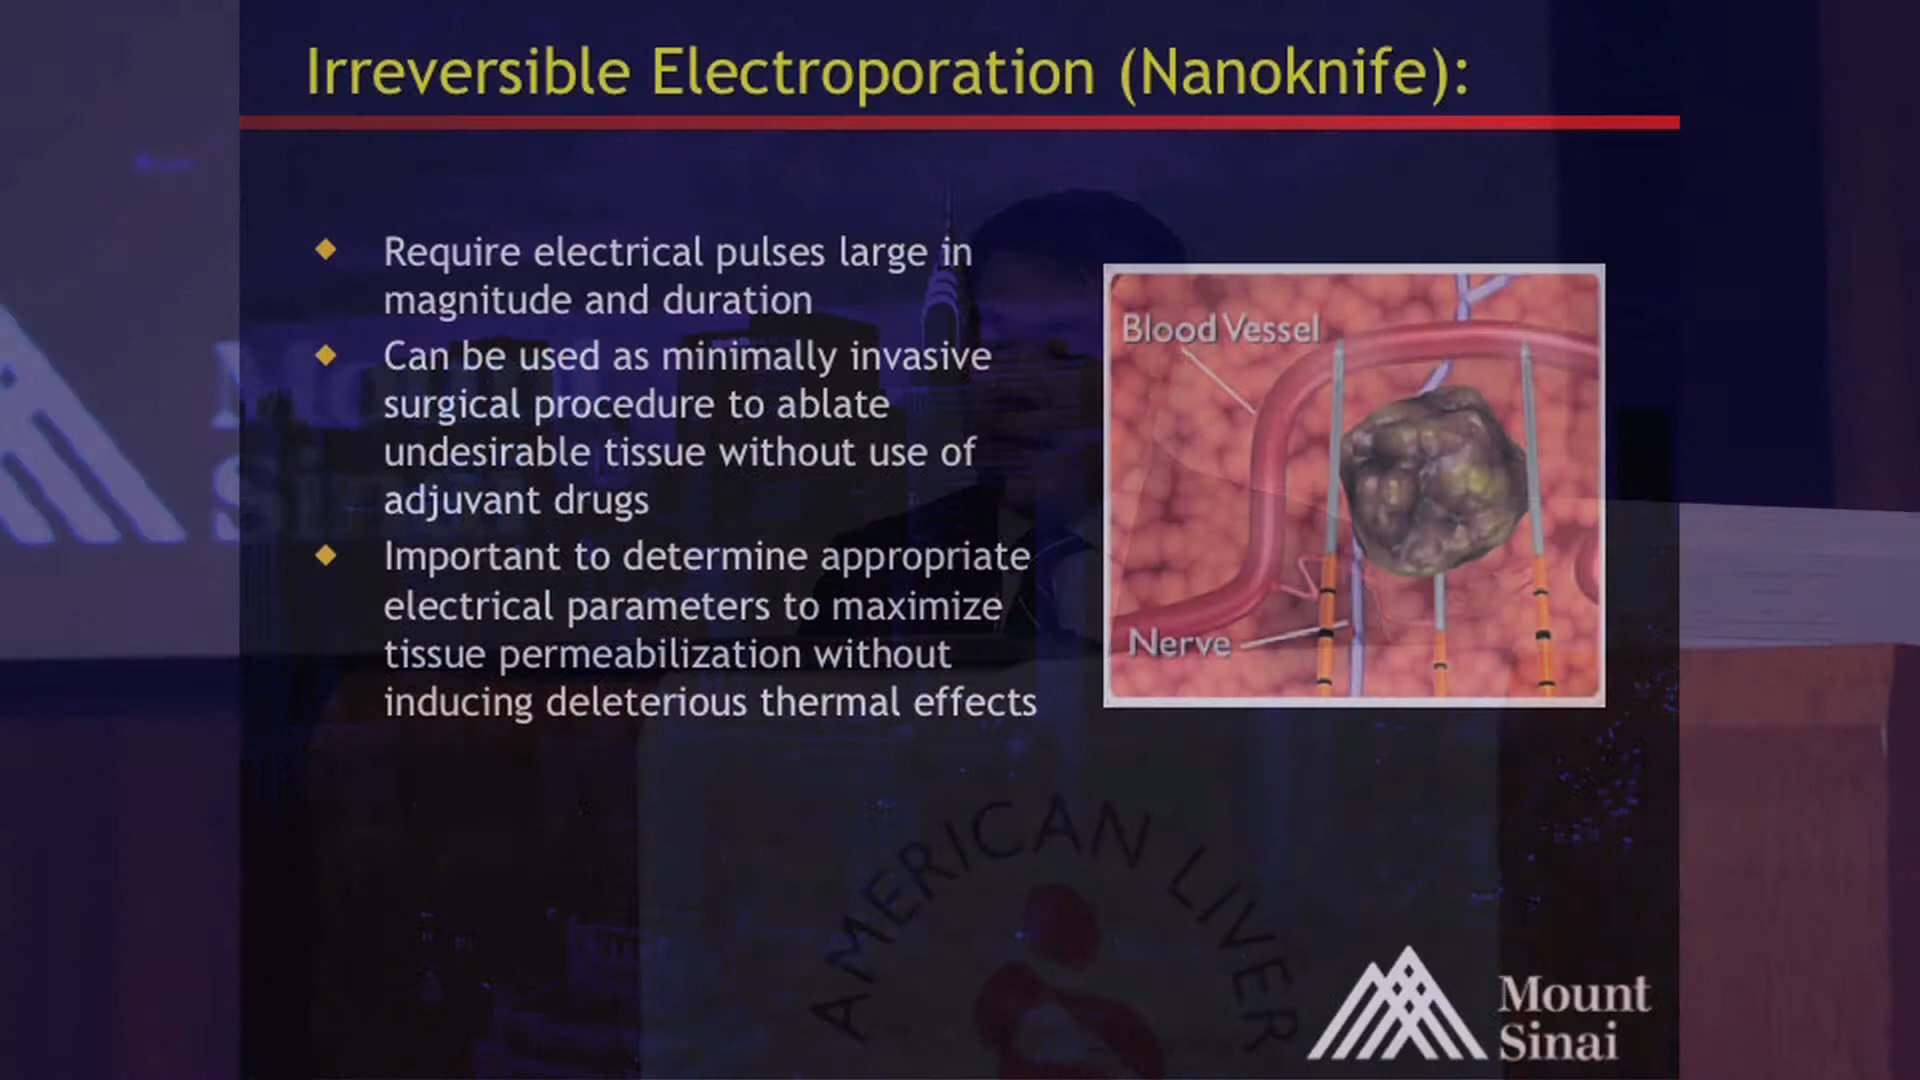 Irreversible Electroporation (Nanoknife):
Require electrical pulses large in
magnitude and duration
Can be used as minimally invasive
surgical procedure to ablate
undesirable tissue without use of
adjuvant drugs
Important to determine appropriate
electrical parameters to maximize
tissue permeabilization without
inducing deleterious thermal effects
Blood Vessel
Nerve
AMERICAN LIVER
Mount
Sinai